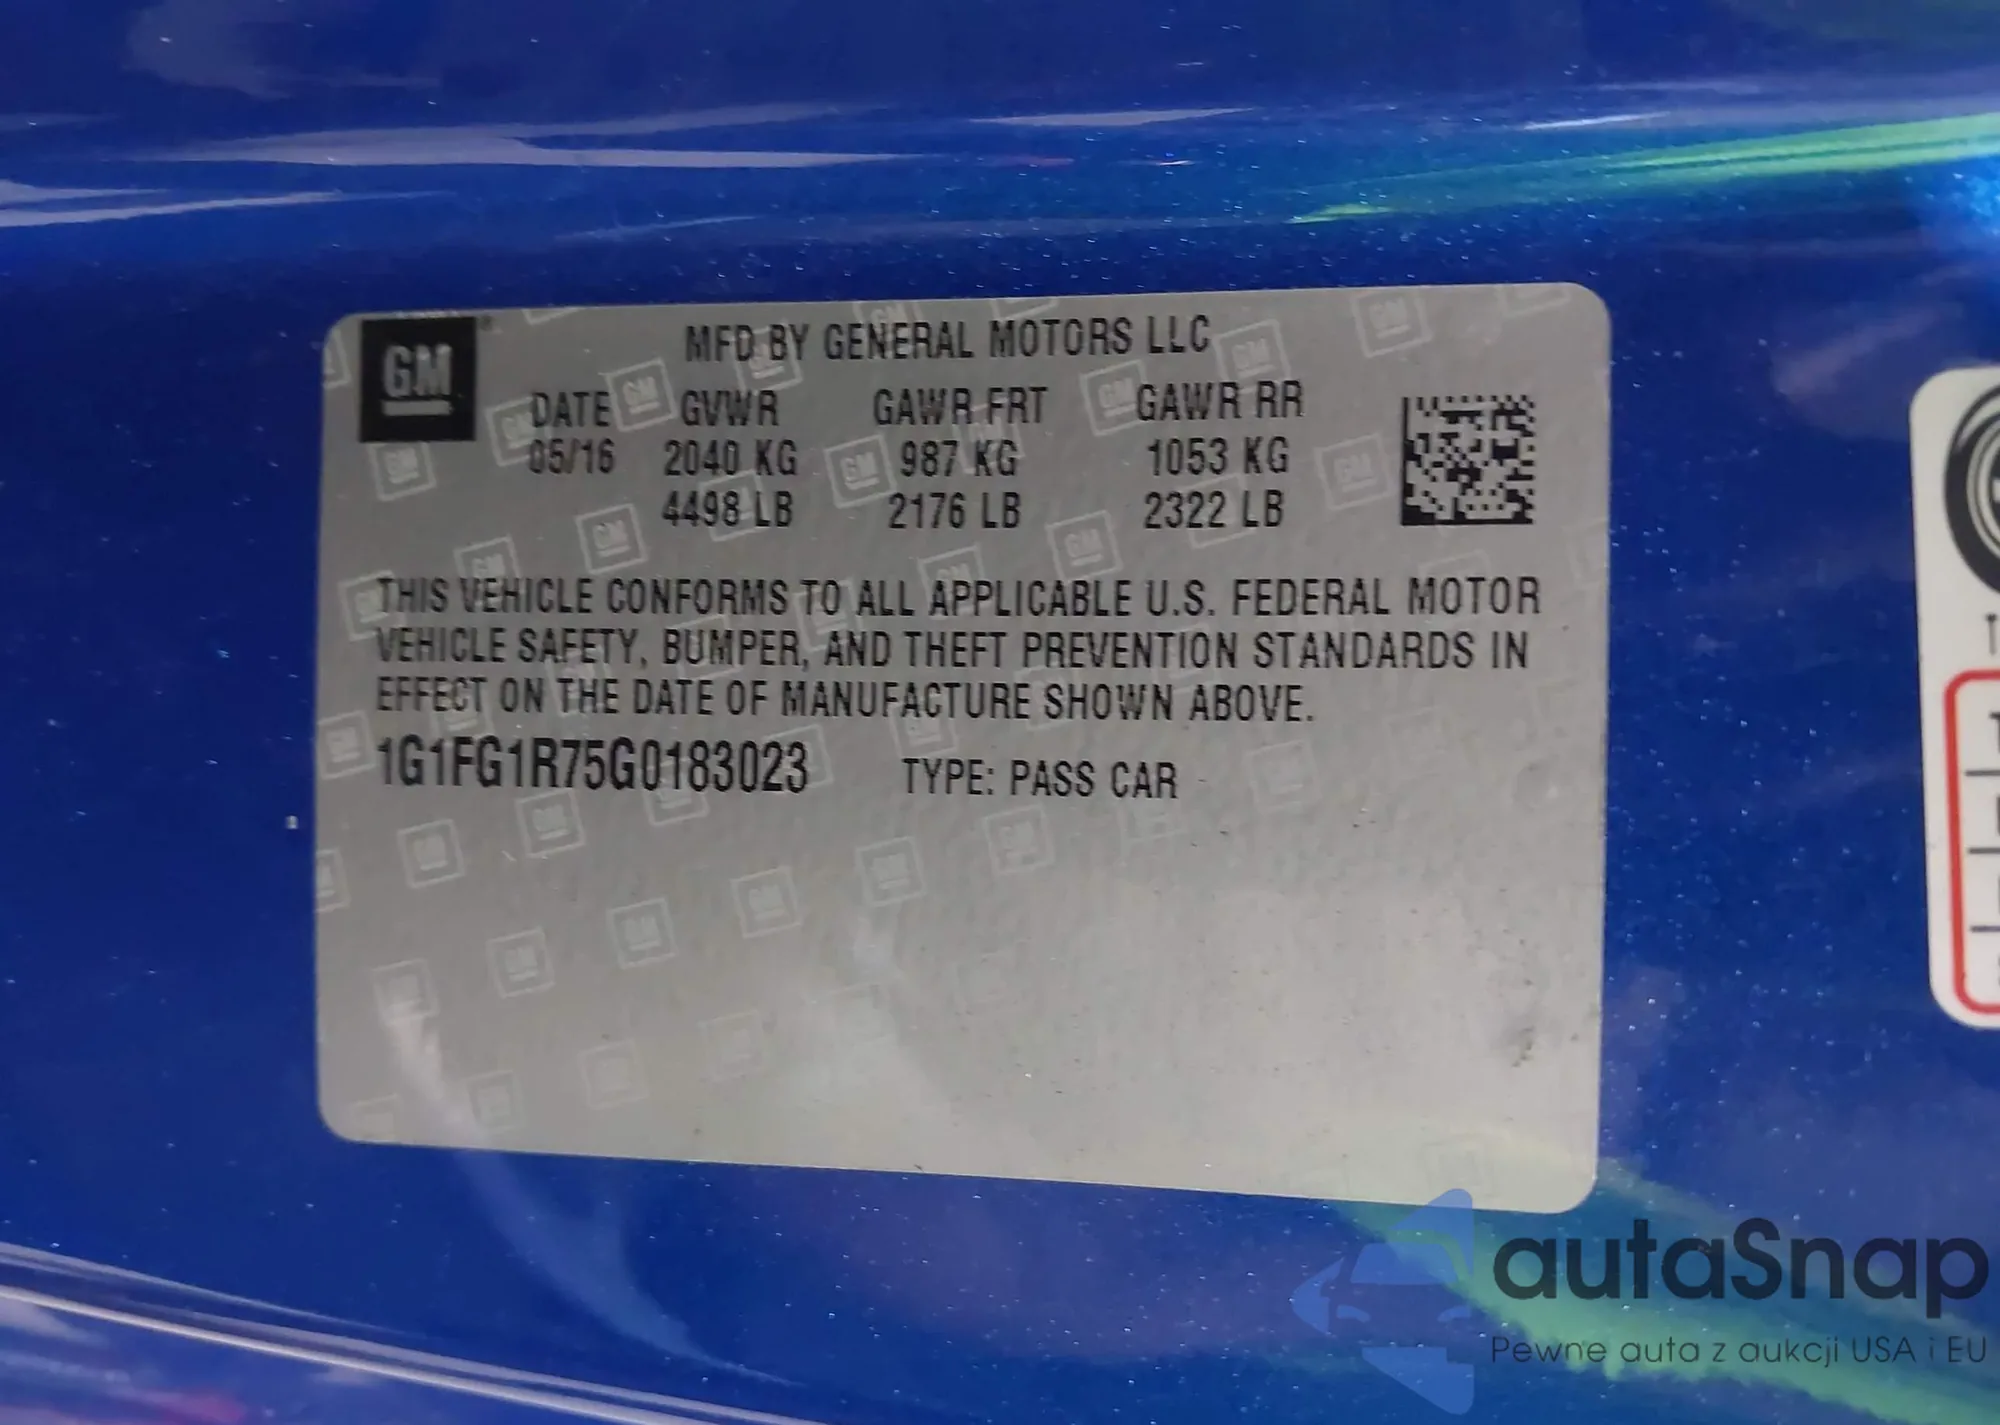 GM
MFD BY GENERAL MOTORS LLC
DATE GVWR GAWR FRT GAWR RR
05/16 2040 KG 987 KG 1053 KG
4498 LB 2176 LB 2322 LB
THIS VEHICLE CONFORMS TO ALL APPLICABLE U.S. FEDERAL MOTOR
VEHICLE SAFETY, BUMPER, AND THEFT PREVENTION STANDARDS IN
EFFECT ON THE DATE OF MANUFACTURE SHOWN ABOVE.
1G1FG1R75G0183023 TYPE: PASS CAR
autaSnap
Pewne auta z aukcji USA i EU